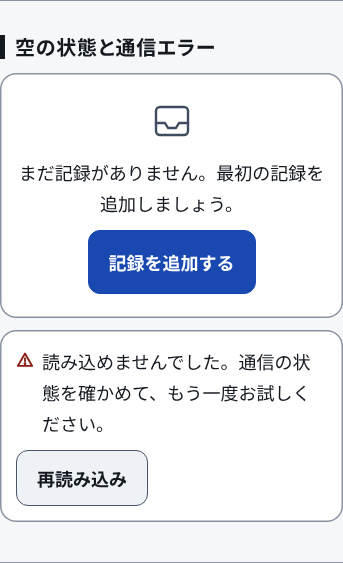 空の状態と通信エラー
まだ記録がありません。最初の記録を
追加しましょう。
記録を追加する
読み込めませんでした。通信の状
態を確かめて、もう一度お試しく
ださい。
再読み込み